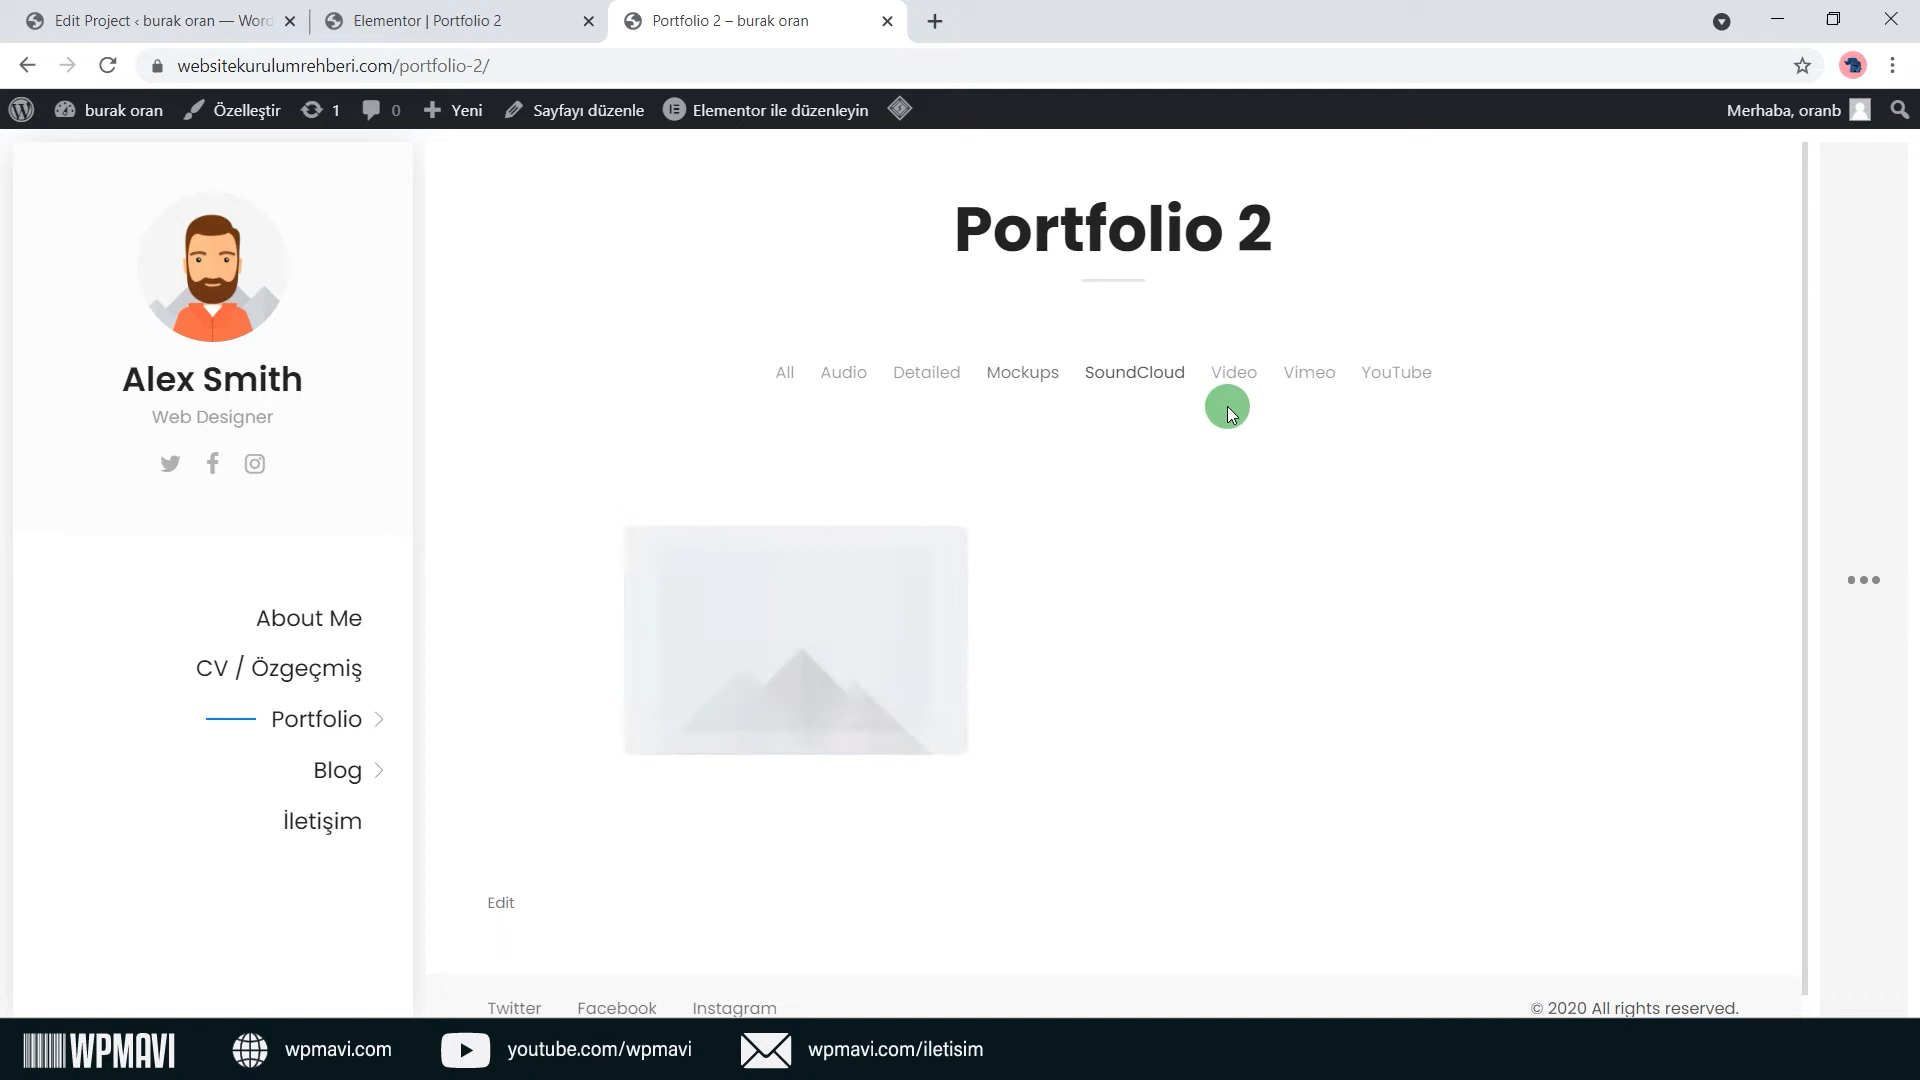 Edit Project ‹ burak oran — Word
Elementor | Portfolio 2
Portfolio 2 – burak oran
websitekurulumrehberi.com/portfolio-2/
burak oran
Özelleştir
1
0
Yeni
Sayfayı düzenle
Elementor ile düzenleyin
Merhaba, oranb
Alex Smith
Web Designer
About Me
CV / Özgeçmiş
Portfolio
Blog
İletişim
Portfolio 2
All Audio Detailed Mockups SoundCloud Video Vimeo YouTube
Edit
Twitter Facebook Instagram
© 2020 All rights reserved.
WPMAVI
wpmavi.com
youtube.com/wpmavi
wpmavi.com/iletisim